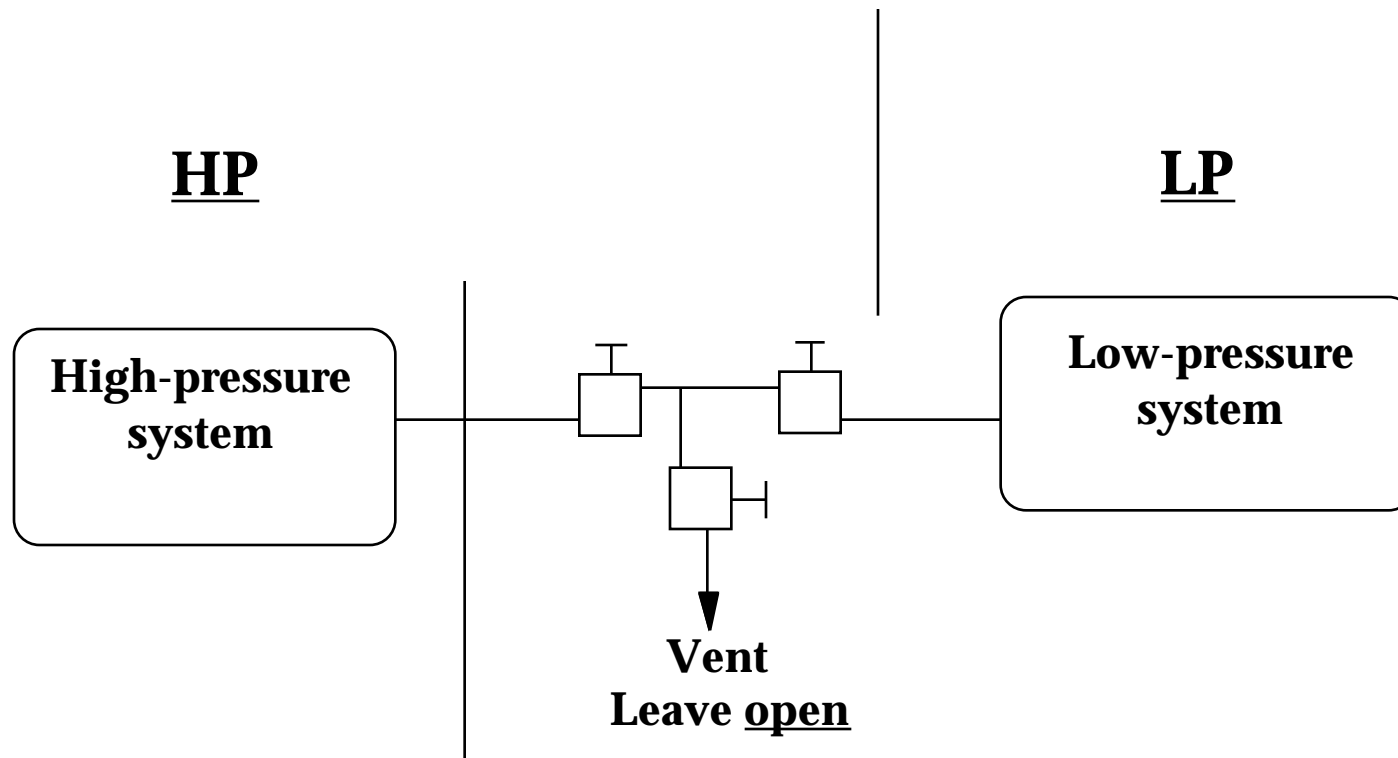 HP
LP
High-pressure
system
Low-pressure
system
Vent
Leave open